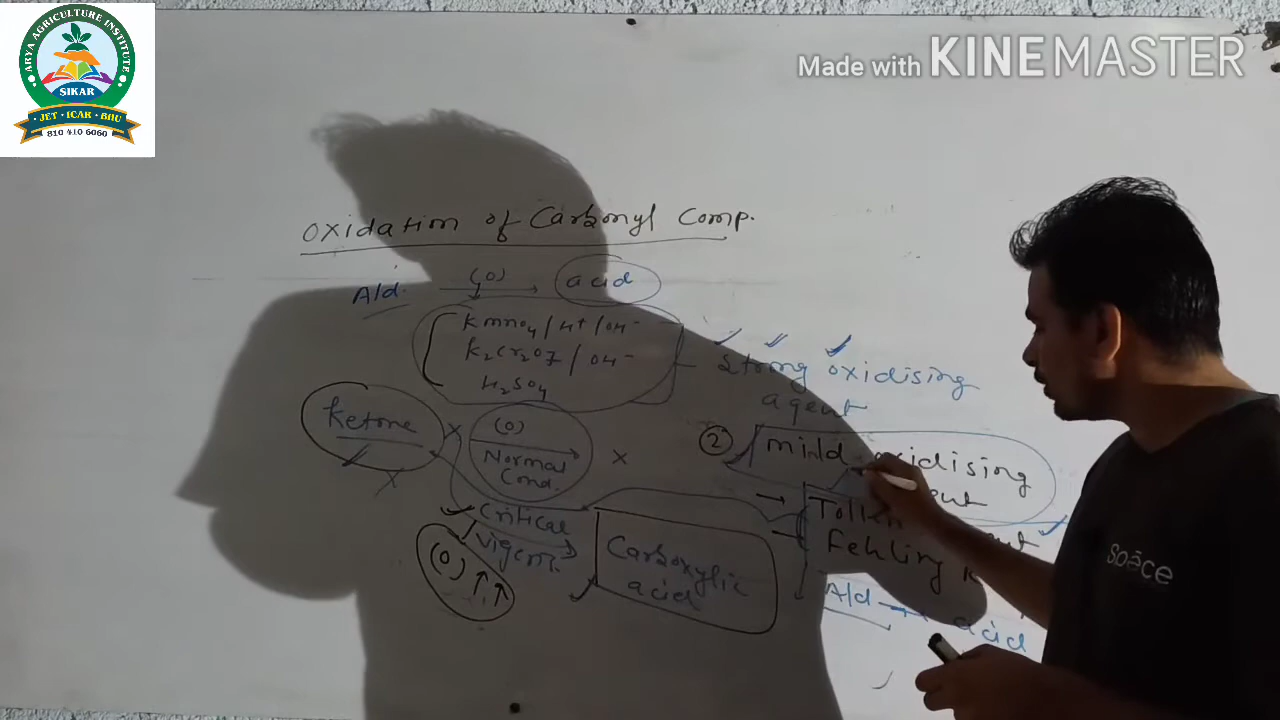 ARYA AGRICULTURE INSTITUTE
SIKAR
JET · ICAR · BHU
810 410 6060
Made with KINEMASTER
Oxidation of Carbonyl Comp.
Ald. (O) → acid
KMnO4 / H+ / OH-
K2Cr2O7 / OH-
H2SO4
Strong oxidising
agent
Ketone × (O) ×
Normal
Cond.
② mild oxidising
Tollen
Fehling R
Ald → acid
Critical
(O) ↑↑
Carboxylic
acid
soace